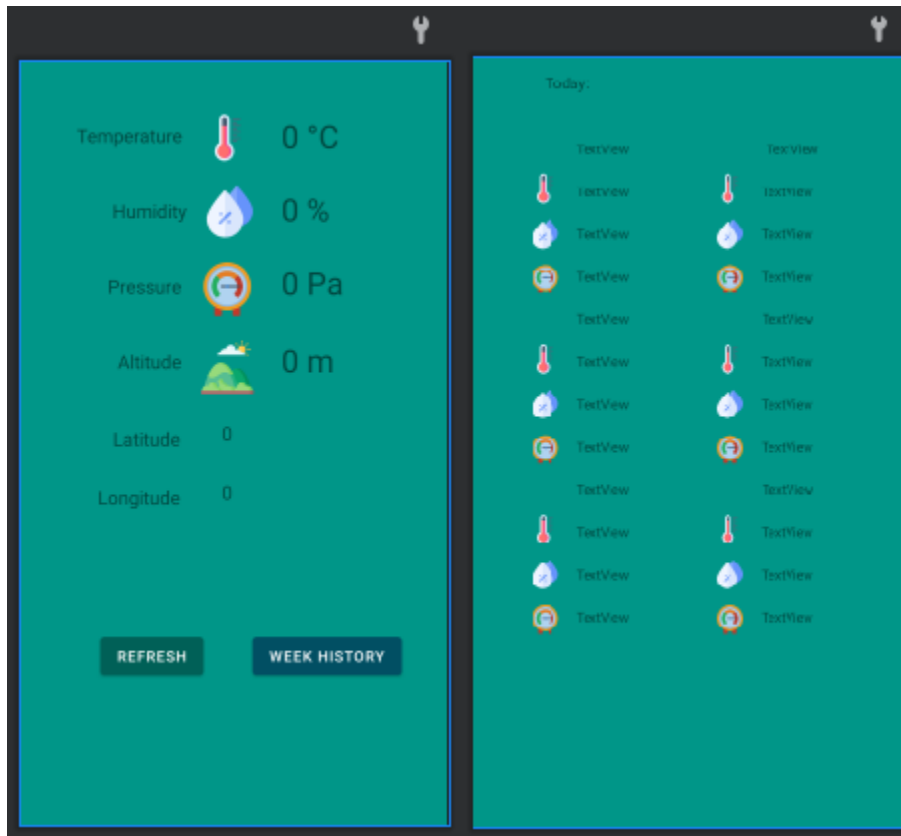 Temperature 0 °C
Humidity 0 %
Pressure 0 Pa
Altitude 0 m
Latitude 0
Longitude 0
REFRESH WEEK HISTORY
Today:
TextView TextView
TextView TextView
TextView TextView
TextView TextView
TextView TextView
TextView TextView
TextView TextView
TextView TextView
TextView TextView
TextView TextView
TextView TextView
TextView TextView